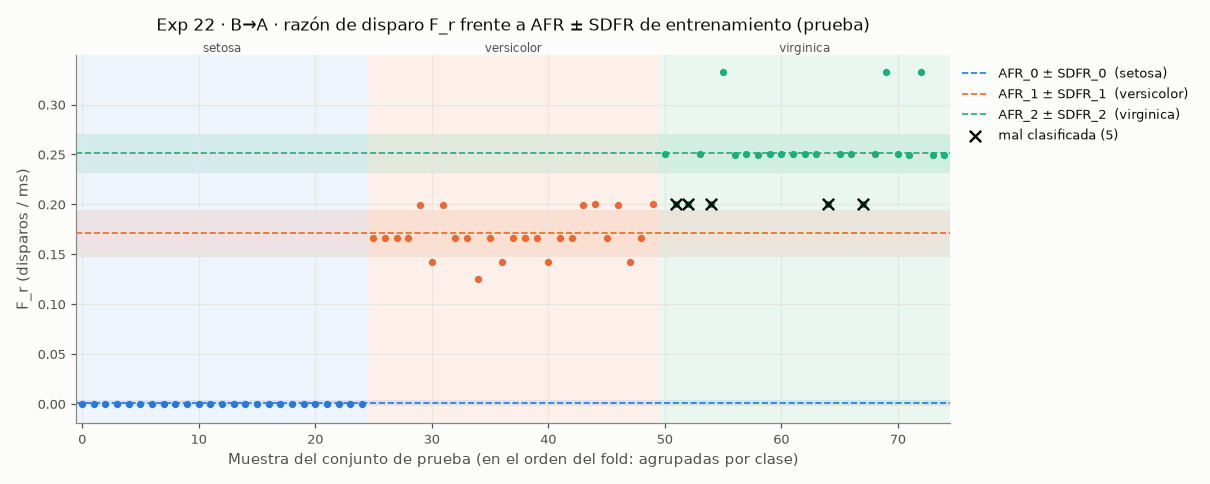 Exp 22 · B→A · razón de disparo F_r frente a AFR ± SDFR de entrenamiento (prueba)
setosa versicolor virginica
AFR_0 ± SDFR_0 (setosa)
AFR_1 ± SDFR_1 (versicolor)
AFR_2 ± SDFR_2 (virginica)
mal clasificada (5)
F_r (disparos / ms)
0.30
0.25
0.20
0.15
0.10
0.05
0.00
0 10 20 30 40 50 60 70
Muestra del conjunto de prueba (en el orden del fold: agrupadas por clase)